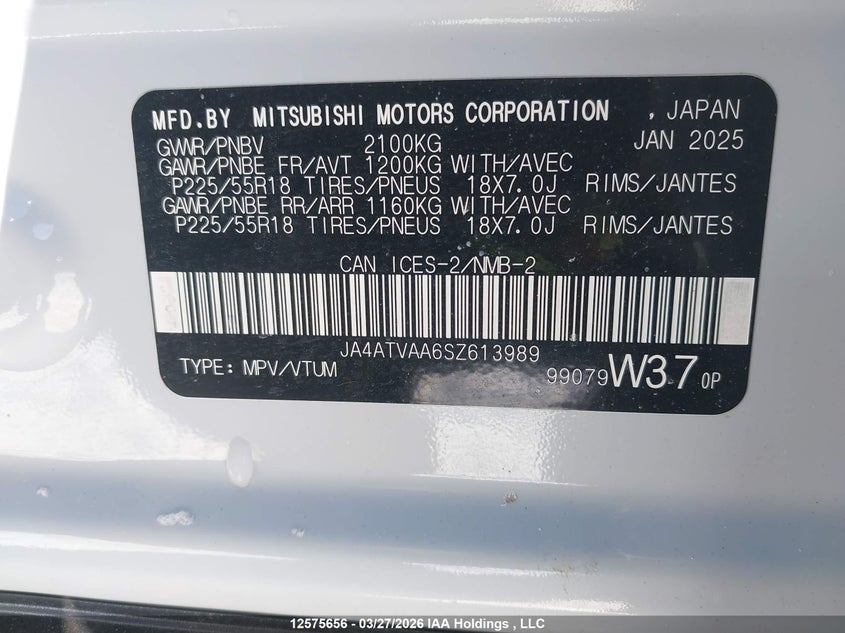 MFD.BY MITSUBISHI MOTORS CORPORATION , JAPAN
GVWR/PNBV 2100KG JAN 2025
GAWR/PNBE FR/AVT 1200KG WITH/AVEC
P225/55R18 TIRES/PNEUS 18X7.0J RIMS/JANTES
GAWR/PNBE RR/ARR 1160KG WITH/AVEC
P225/55R18 TIRES/PNEUS 18X7.0J RIMS/JANTES
CAN ICES-2/NMB-2
JA4ATVAA6SZ613989
TYPE: MPV/VTUM 99079 W37 0P
12575656 - 03/27/2026 IAA Holdings , LLC